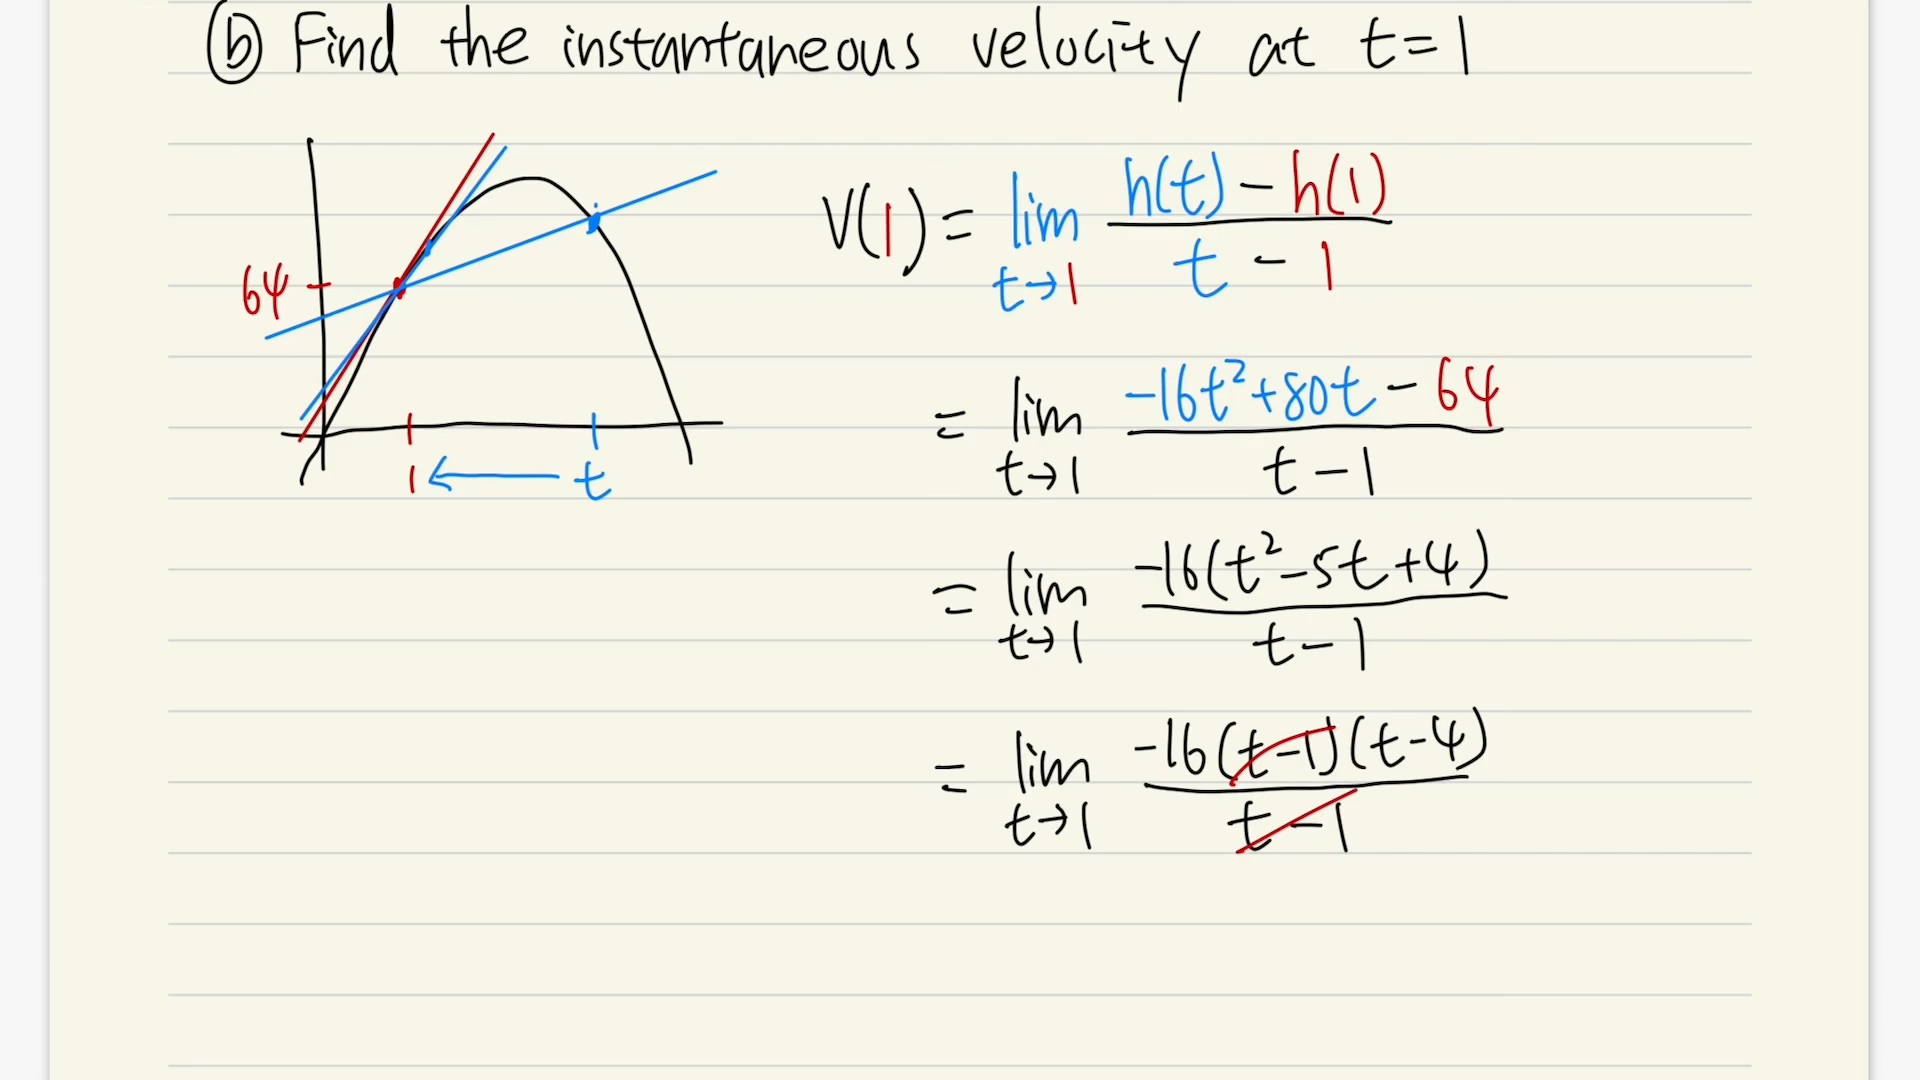 ⓑ Find the instantaneous velocity at t=1
64
1 ← t
V(1) = lim t→1 (h(t) - h(1))/(t - 1)
= lim t→1 (-16t²+80t - 64)/(t-1)
= lim t→1 (-16(t²-5t+4))/(t-1)
= lim t→1 (-16(t-1)(t-4))/(t-1)